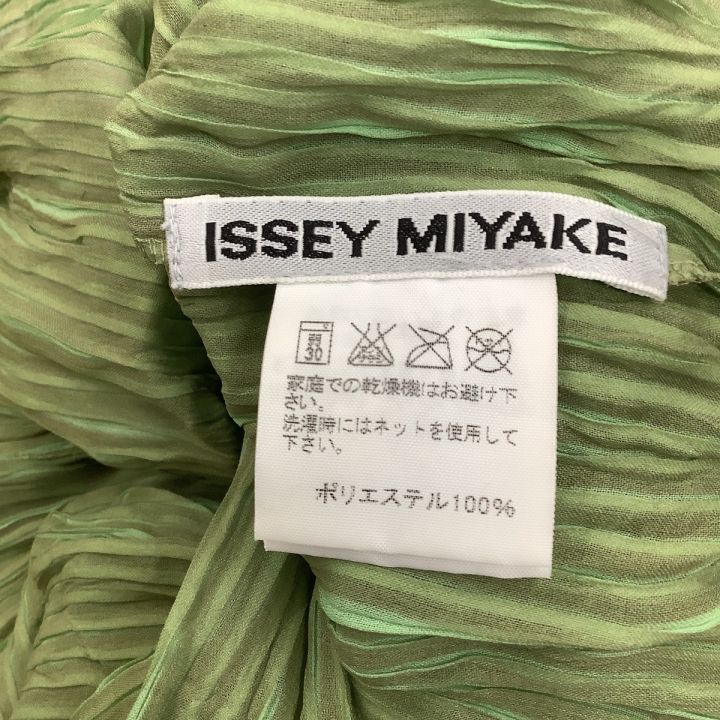 ISSEY MIYAKE
30
家庭での乾燥機はお避け下
さい。
洗濯時にはネットを使用して
下さい。
ポリエステル100%